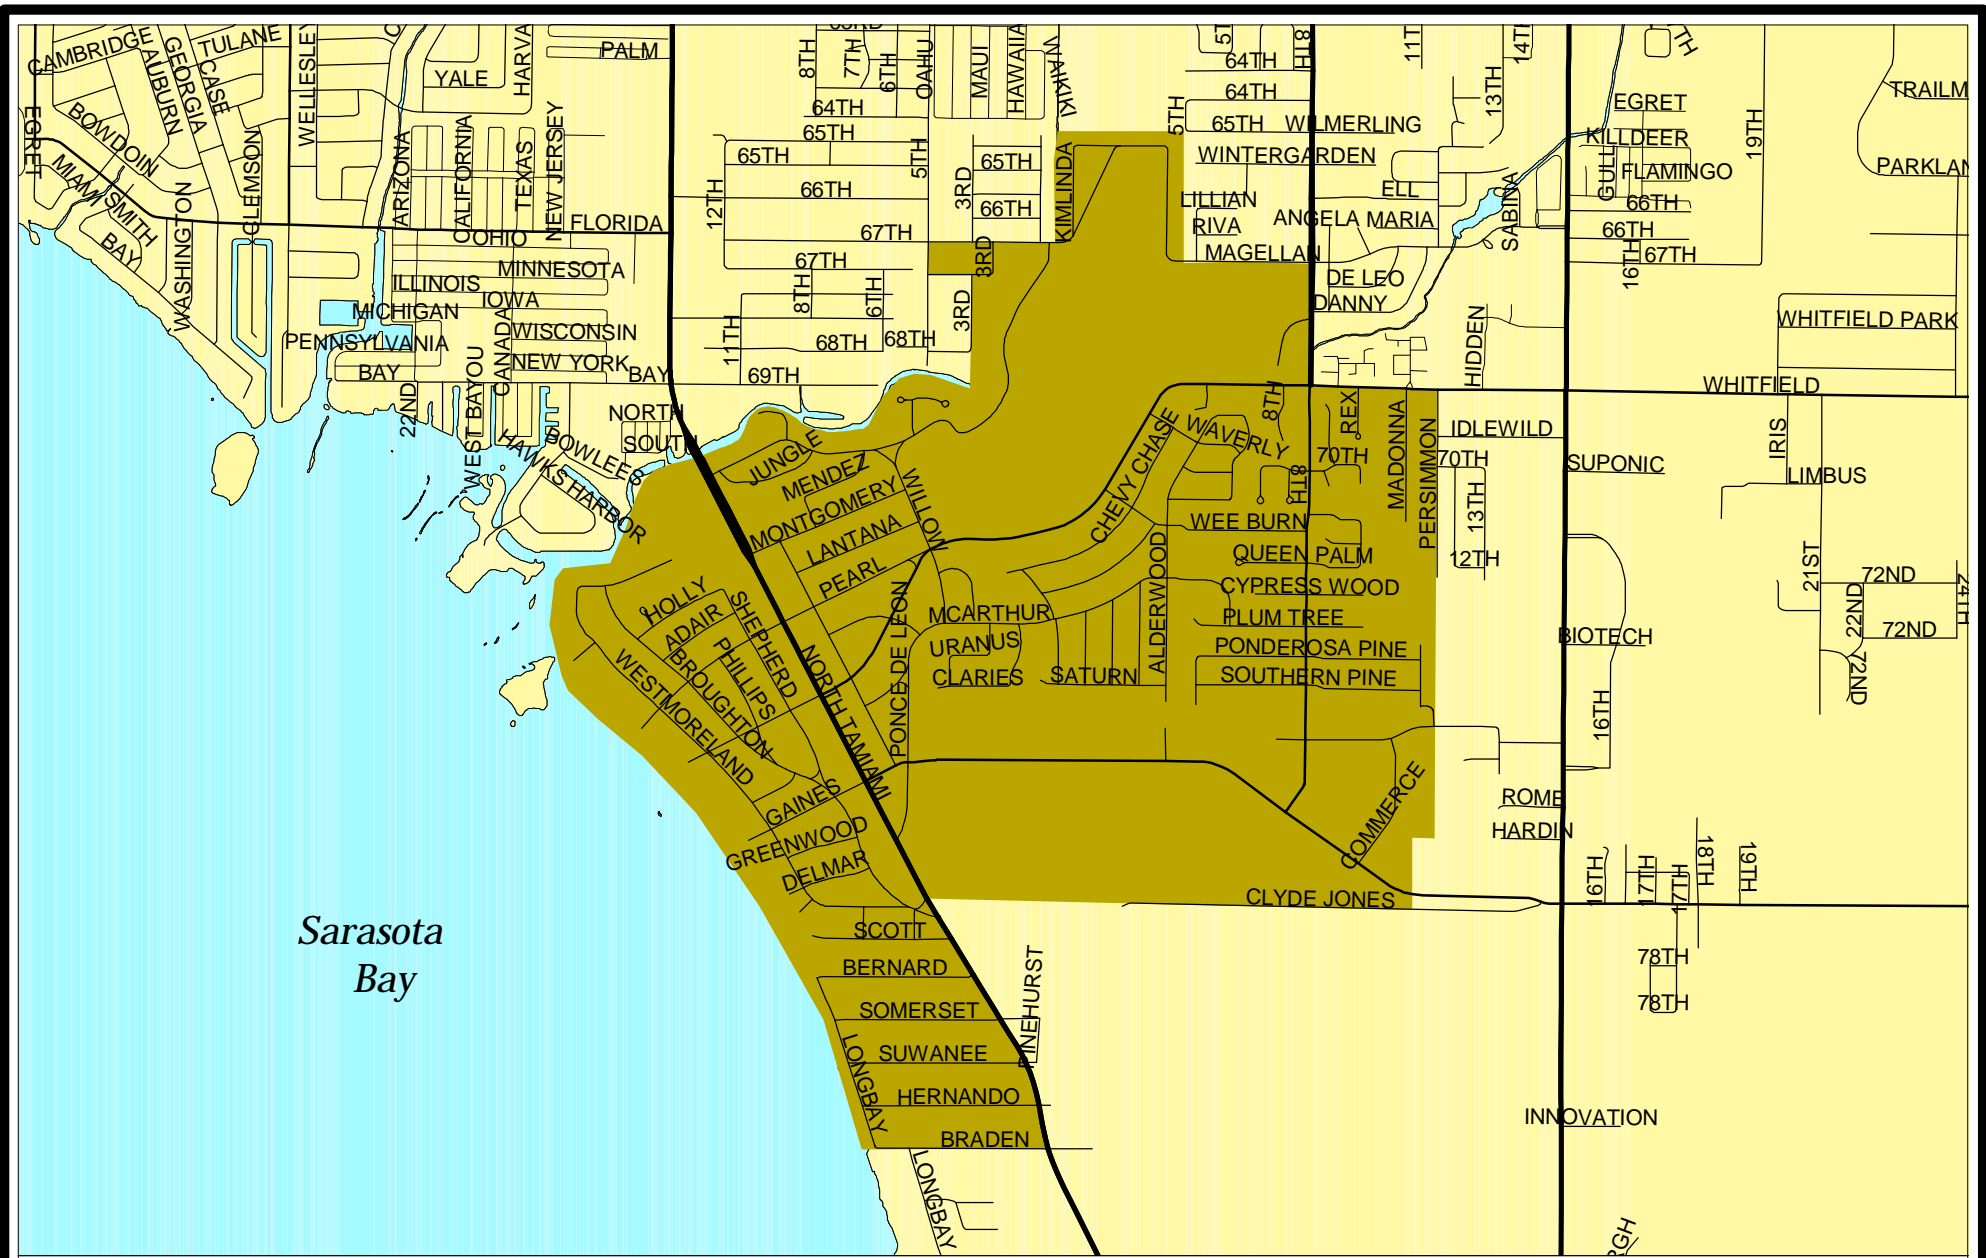 CAMBRIDGE
AUBURN
GEORGIA
CASE
TULANE
WELLESLEY
YALE
PALM
8TH
7TH
6TH
OAHU
MAUI
64TH
64TH
64TH
65TH
65TH
65TH
65TH
WILMERLING
13TH
EGRET
19TH
EGRET
BOWDOIN
MIAMI
SMITH
BAY
WASHINGTON
CLEMSON
ARIZONA
CALIFORNIA
TEXAS
NEW JERSEY
FLORIDA
12TH
66TH
66TH
5TH
3RD
KIMLINDA
5TH
WINTERGARDEN
LILLIAN
RIVA
MAGELLAN
ELL
ANGELA MARIA
SABINA
KILLDEER
GULL
FLAMINGO
66TH
66TH
67TH
16TH
OHIO
MINNESOTA
ILLINOIS
IOWA
MICHIGAN
WISCONSIN
PENNSYLVANIA
CANADA
NEW YORK
BAY
BAY
22ND
WEST BAYOU
67TH
67TH
3RD
8TH
6TH
11TH
68TH
68TH
3RD
69TH
DE LEO
DANNY
HIDDEN
WHITFIELD PARK
WHITFIELD
NORTH
SOUTH
BOWLEES
HAWKS HARBOR
JUNGLE
MENDEZ
MONTGOMERY
LANTANA
PEARL
WILLOW
CHEVY CHASE
WAVERLY
8TH
8TH
REX
70TH
MADONNA
PERSIMMON
IDLEWILD
70TH
13TH
12TH
SUPONIC
IRIS
LIMBUS
WEE BURN
QUEEN PALM
CYPRESS WOOD
PLUM TREE
PONDEROSA PINE
SOUTHERN PINE
ALDERWOOD
MCARTHUR
URANUS
CLARIES
SATURN
PONCE DE LEON
HOLLY
ADAIR
SHEPHERD
PHILLIPS
BROUGHTON
WESTMORELAND
NORTH TAMIAMI
GAINES
GREENWOOD
DELMAR
21ST
72ND
24TH
22ND
72ND
72ND
BIOTECH
16TH
COMMERCE
ROME
HARDIN
16TH
17TH
17TH
18TH
19TH
CLYDE JONES
SCOTT
BERNARD
SOMERSET
PINEHURST
SUWANEE
LONGBAY
HERNANDO
BRADEN
LONGBAY
78TH
78TH
INNOVATION
Sarasota
Bay